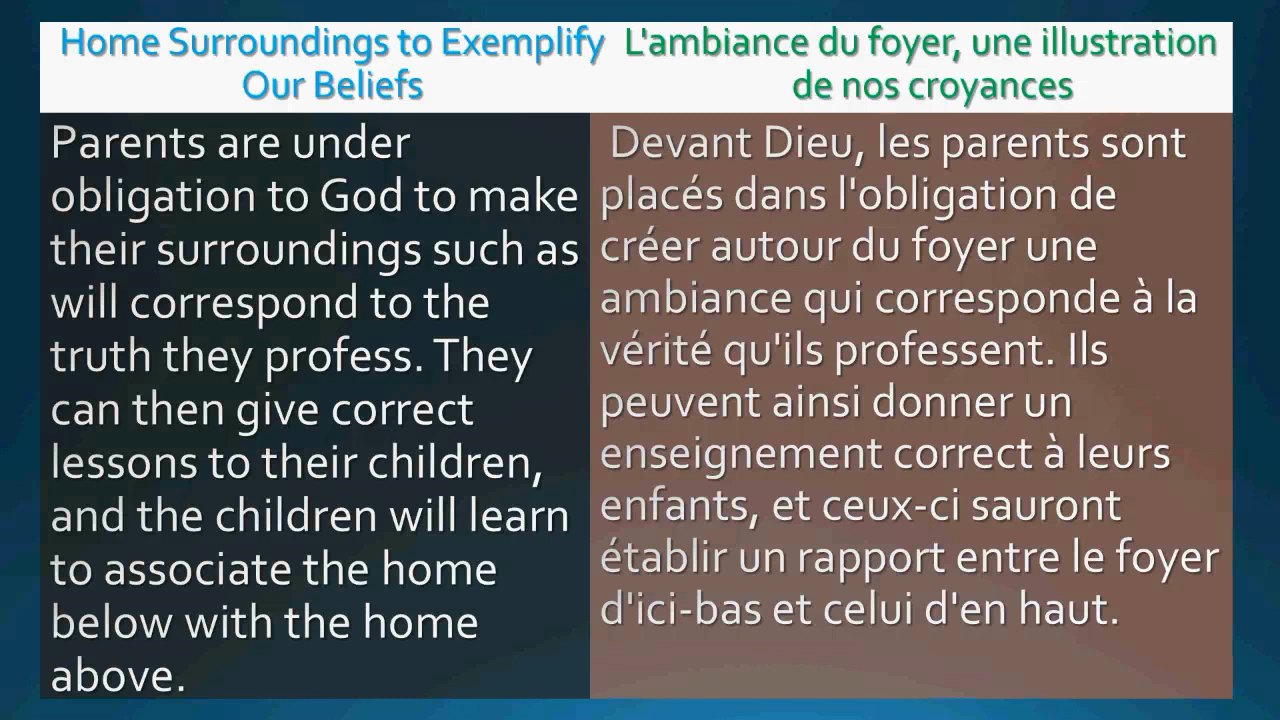 Home Surroundings to Exemplify
Our Beliefs
L'ambiance du foyer, une illustration
de nos croyances
Parents are under
obligation to God to make
their surroundings such as
will correspond to the
truth they profess. They
can then give correct
lessons to their children,
and the children will learn
to associate the home
below with the home
above.
Devant Dieu, les parents sont
placés dans l'obligation de
créer autour du foyer une
ambiance qui corresponde à la
vérité qu'ils professent. Ils
peuvent ainsi donner un
enseignement correct à leurs
enfants, et ceux-ci sauront
établir un rapport entre le foyer
d'ici-bas et celui d'en haut.